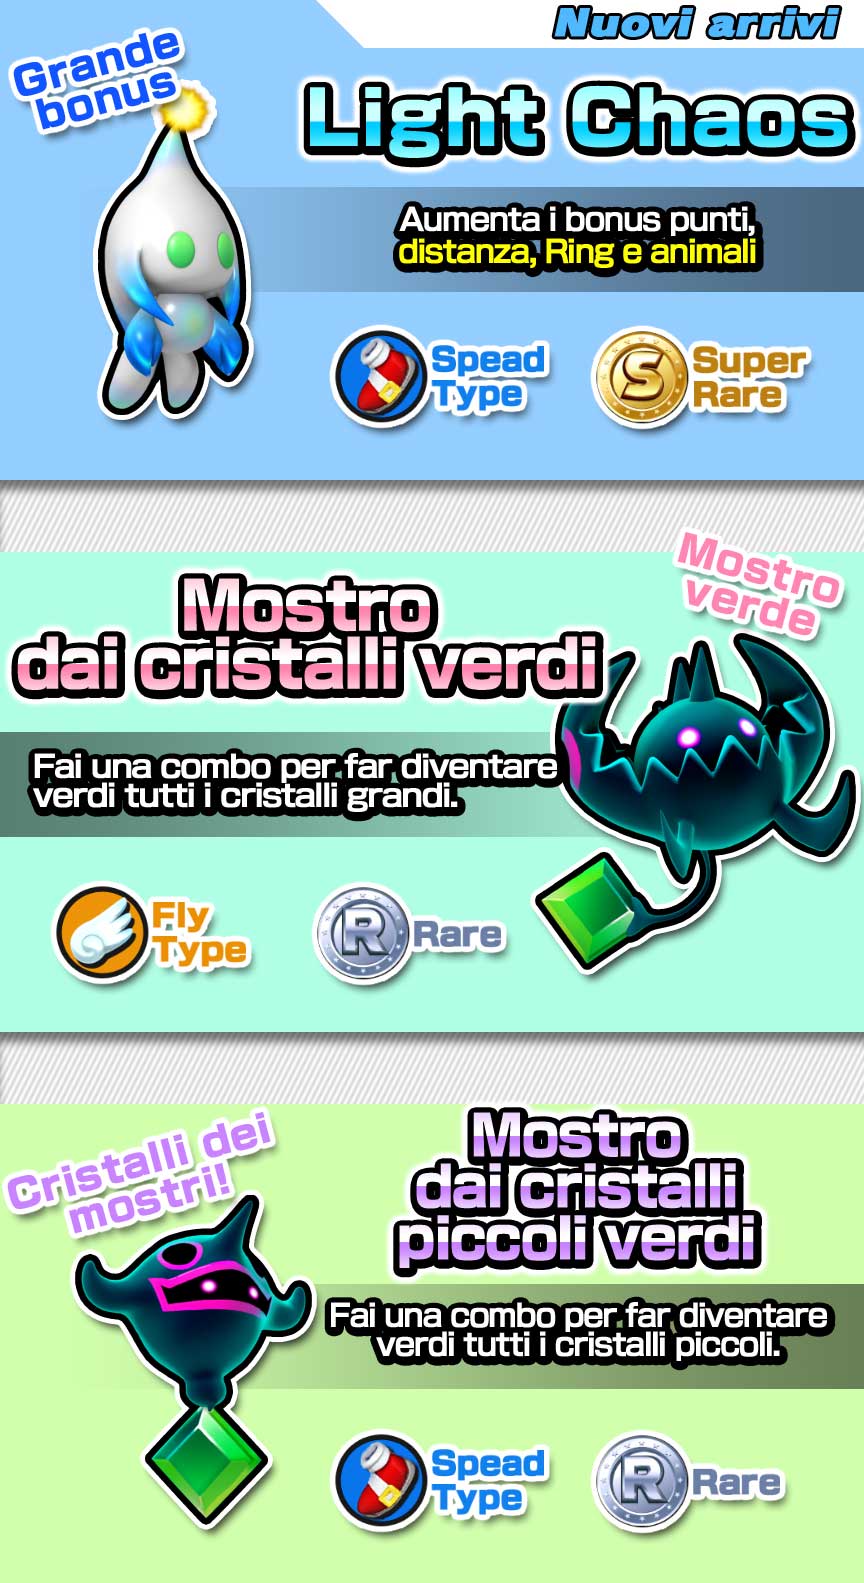 Nuovi arrivi
Grande
bonus
Light Chaos
Aumenta i bonus punti,
distanza, Ring e animali
Spead
Type
S
Super
Rare
Mostro
verde
Mostro
dai cristalli verdi
Fai una combo per far diventare
verdi tutti i cristalli grandi.
Fly
Type
R
Rare
Cristalli dei
mostri!
Mostro
dai cristalli
piccoli verdi
Fai una combo per far diventare
verdi tutti i cristalli piccoli.
Spead
Type
R
Rare